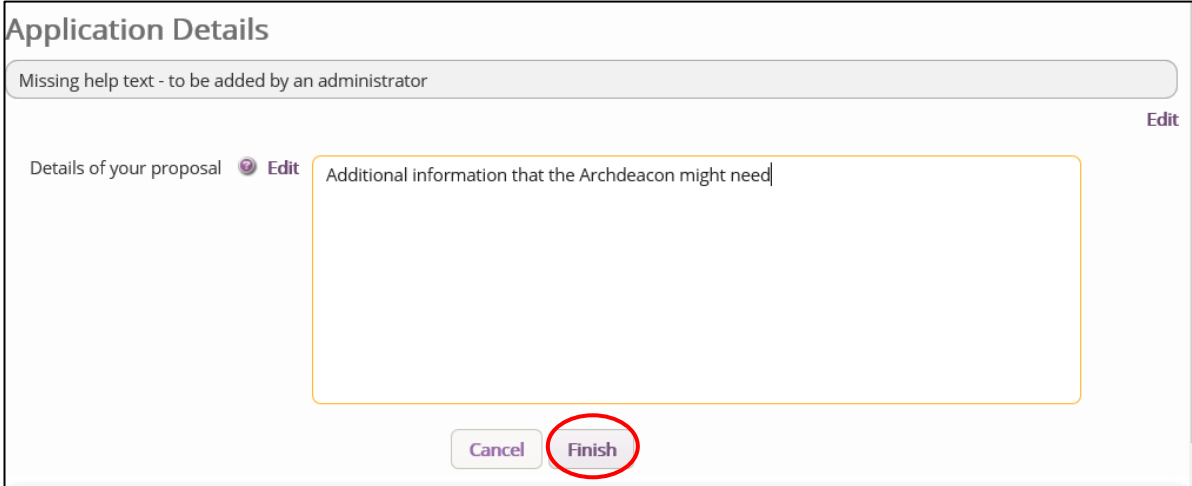 Application Details
Missing help text - to be added by an administrator
Edit
Details of your proposal ? Edit
Additional information that the Archdeacon might need
Cancel Finish